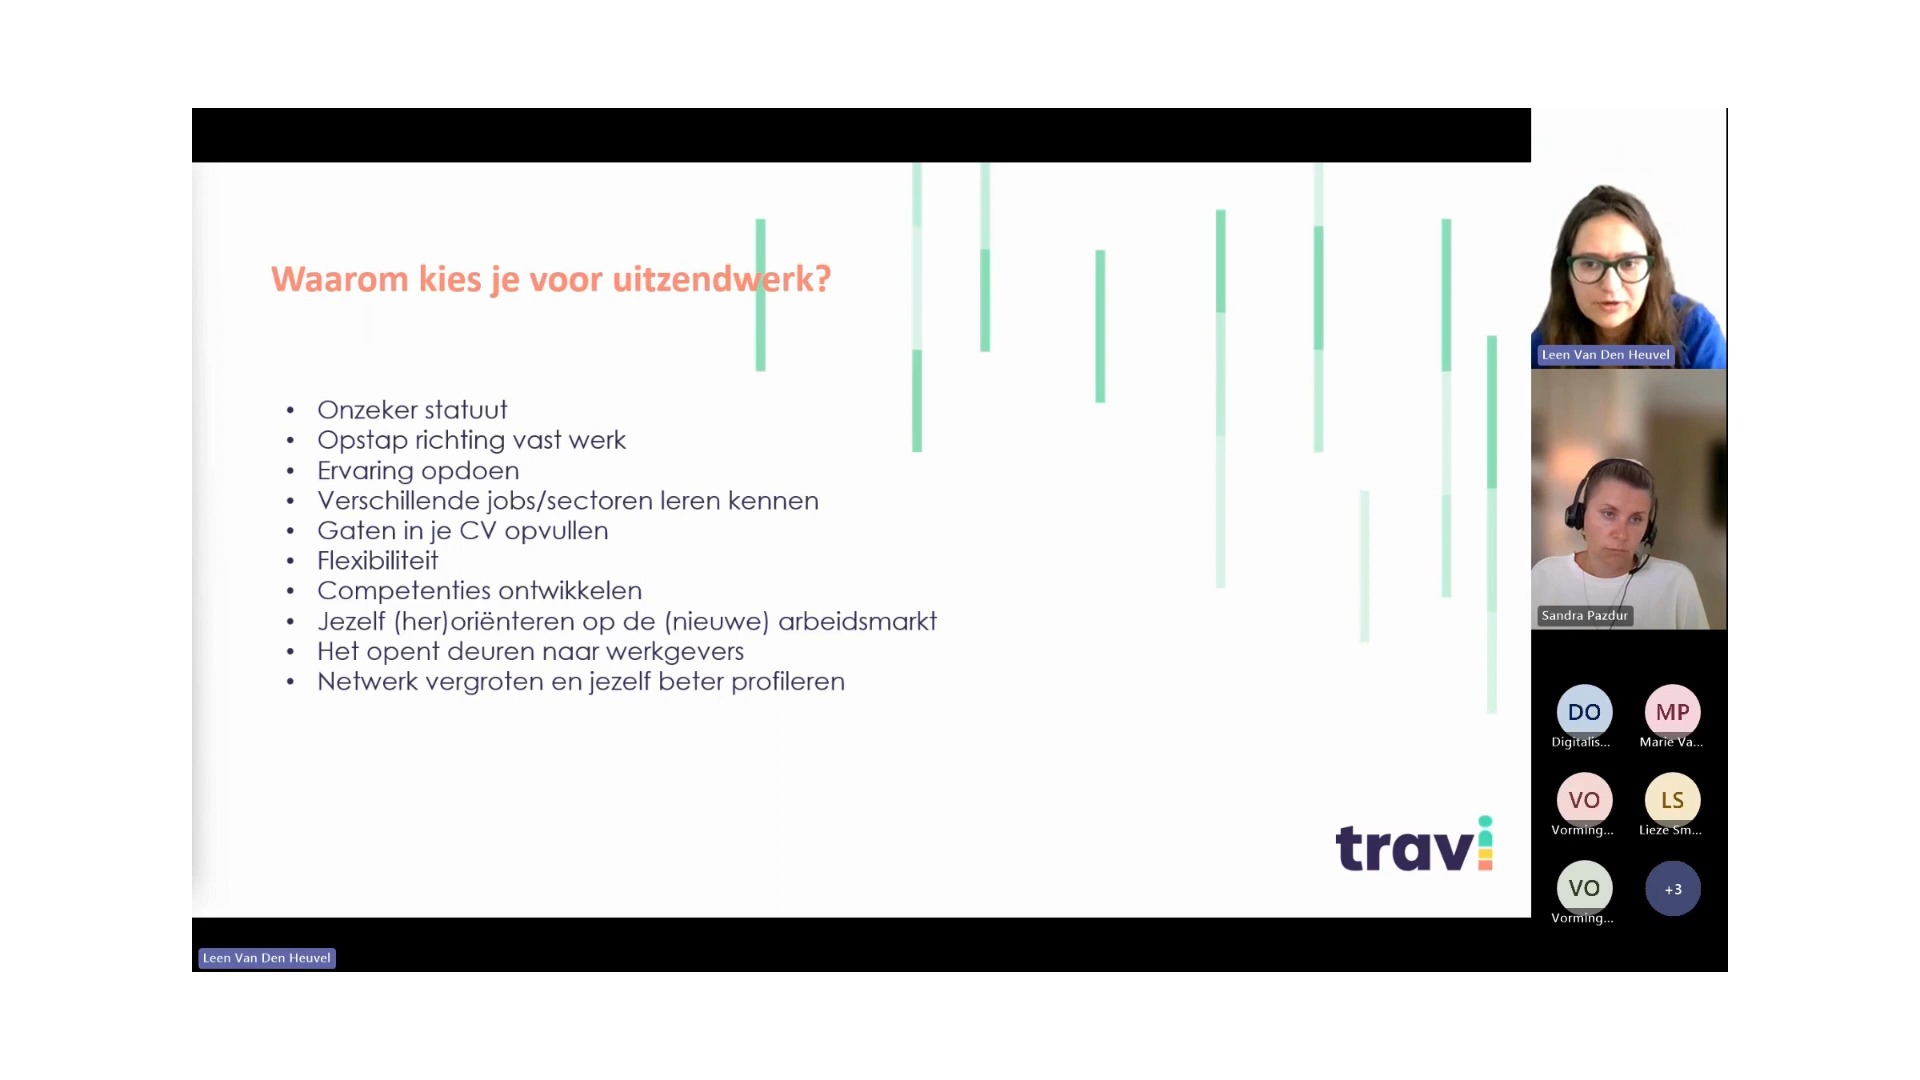 Waarom kies je voor uitzendwerk?
• Onzeker statuut
• Opstap richting vast werk
• Ervaring opdoen
• Verschillende jobs/sectoren leren kennen
• Gaten in je CV opvullen
• Flexibiliteit
• Competenties ontwikkelen
• Jezelf (her)oriënteren op de (nieuwe) arbeidsmarkt
• Het opent deuren naar werkgevers
• Netwerk vergroten en jezelf beter profileren
travi
Leen Van Den Heuvel
Leen Van Den Heuvel
Sandra Pazdur
DO MP
Digitalis... Marie Va...
VO LS
Vorming... Lieze Sm...
VO +3
Vorming...